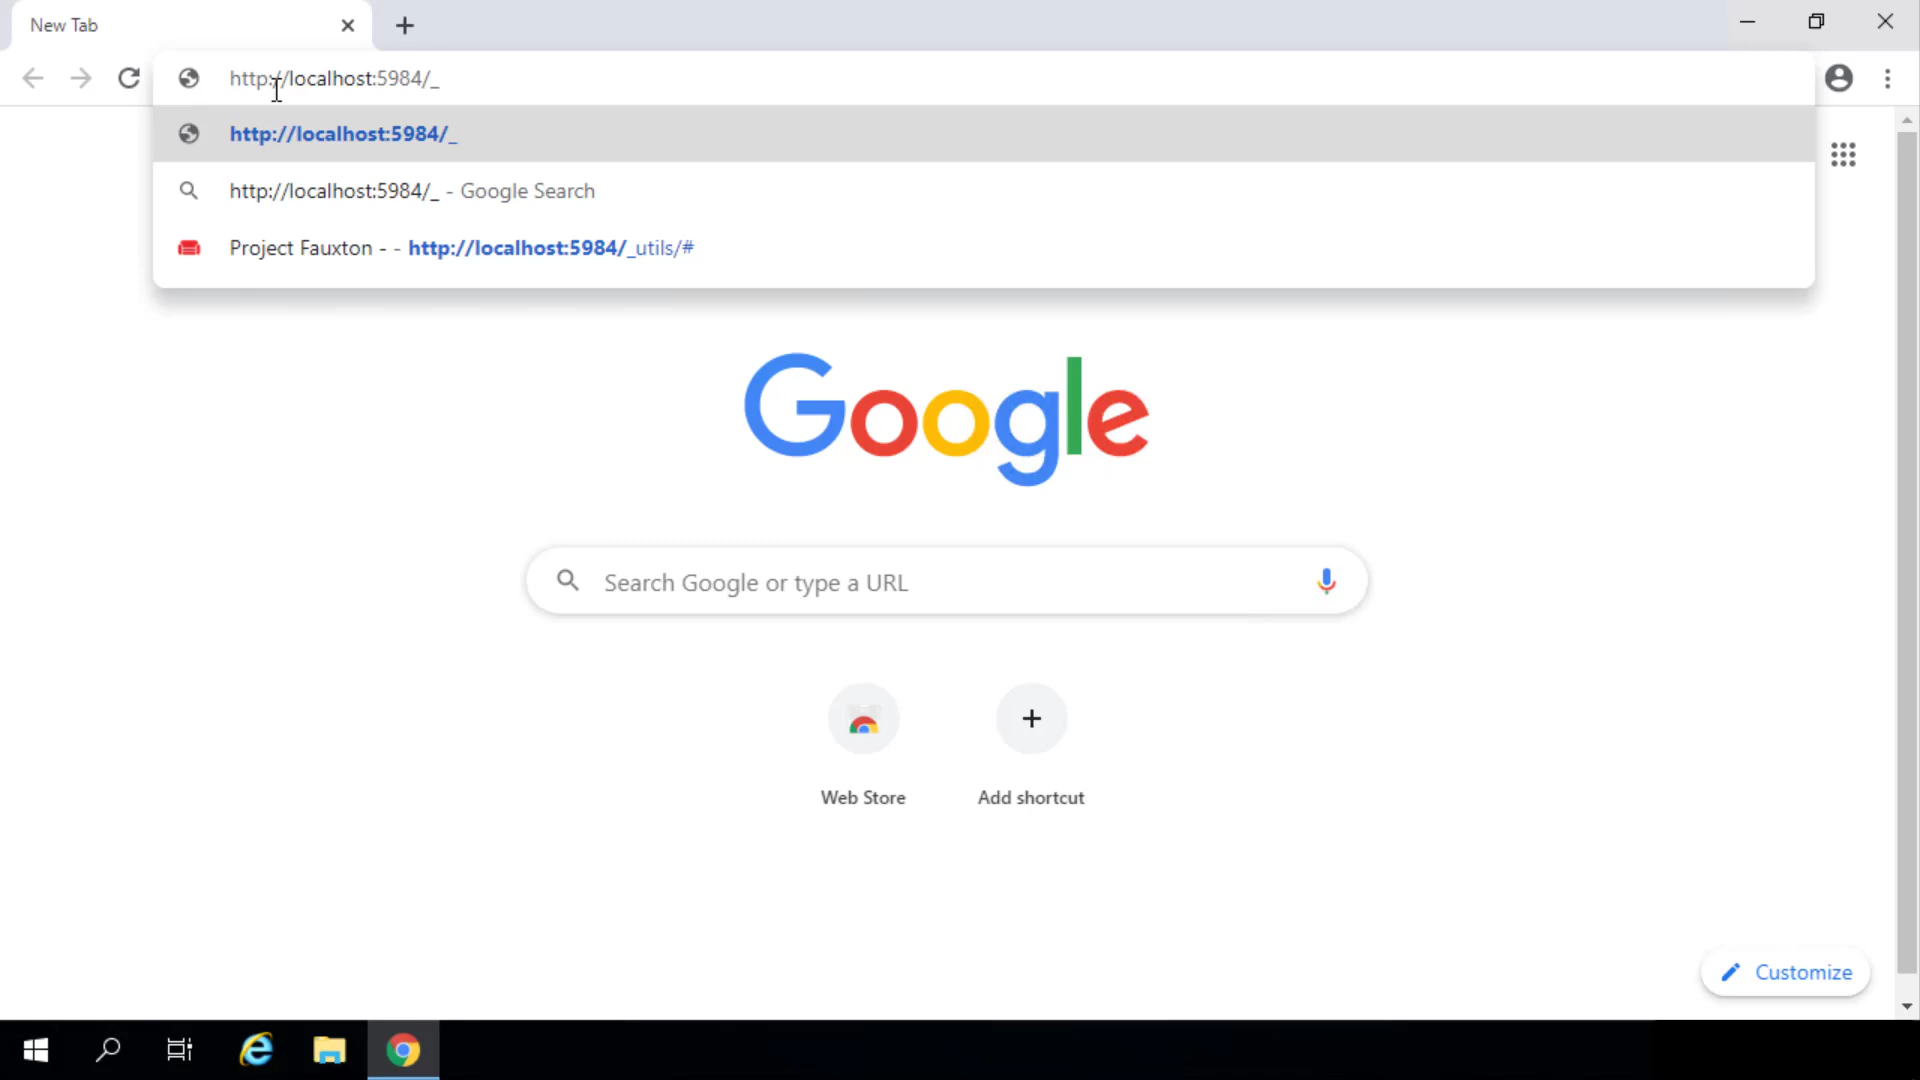 New Tab
http://localhost:5984/_
http://localhost:5984/_
http://localhost:5984/_ - Google Search
Project Fauxton - - http://localhost:5984/_utils/#
Google
Search Google or type a URL
Web Store
Add shortcut
Customize